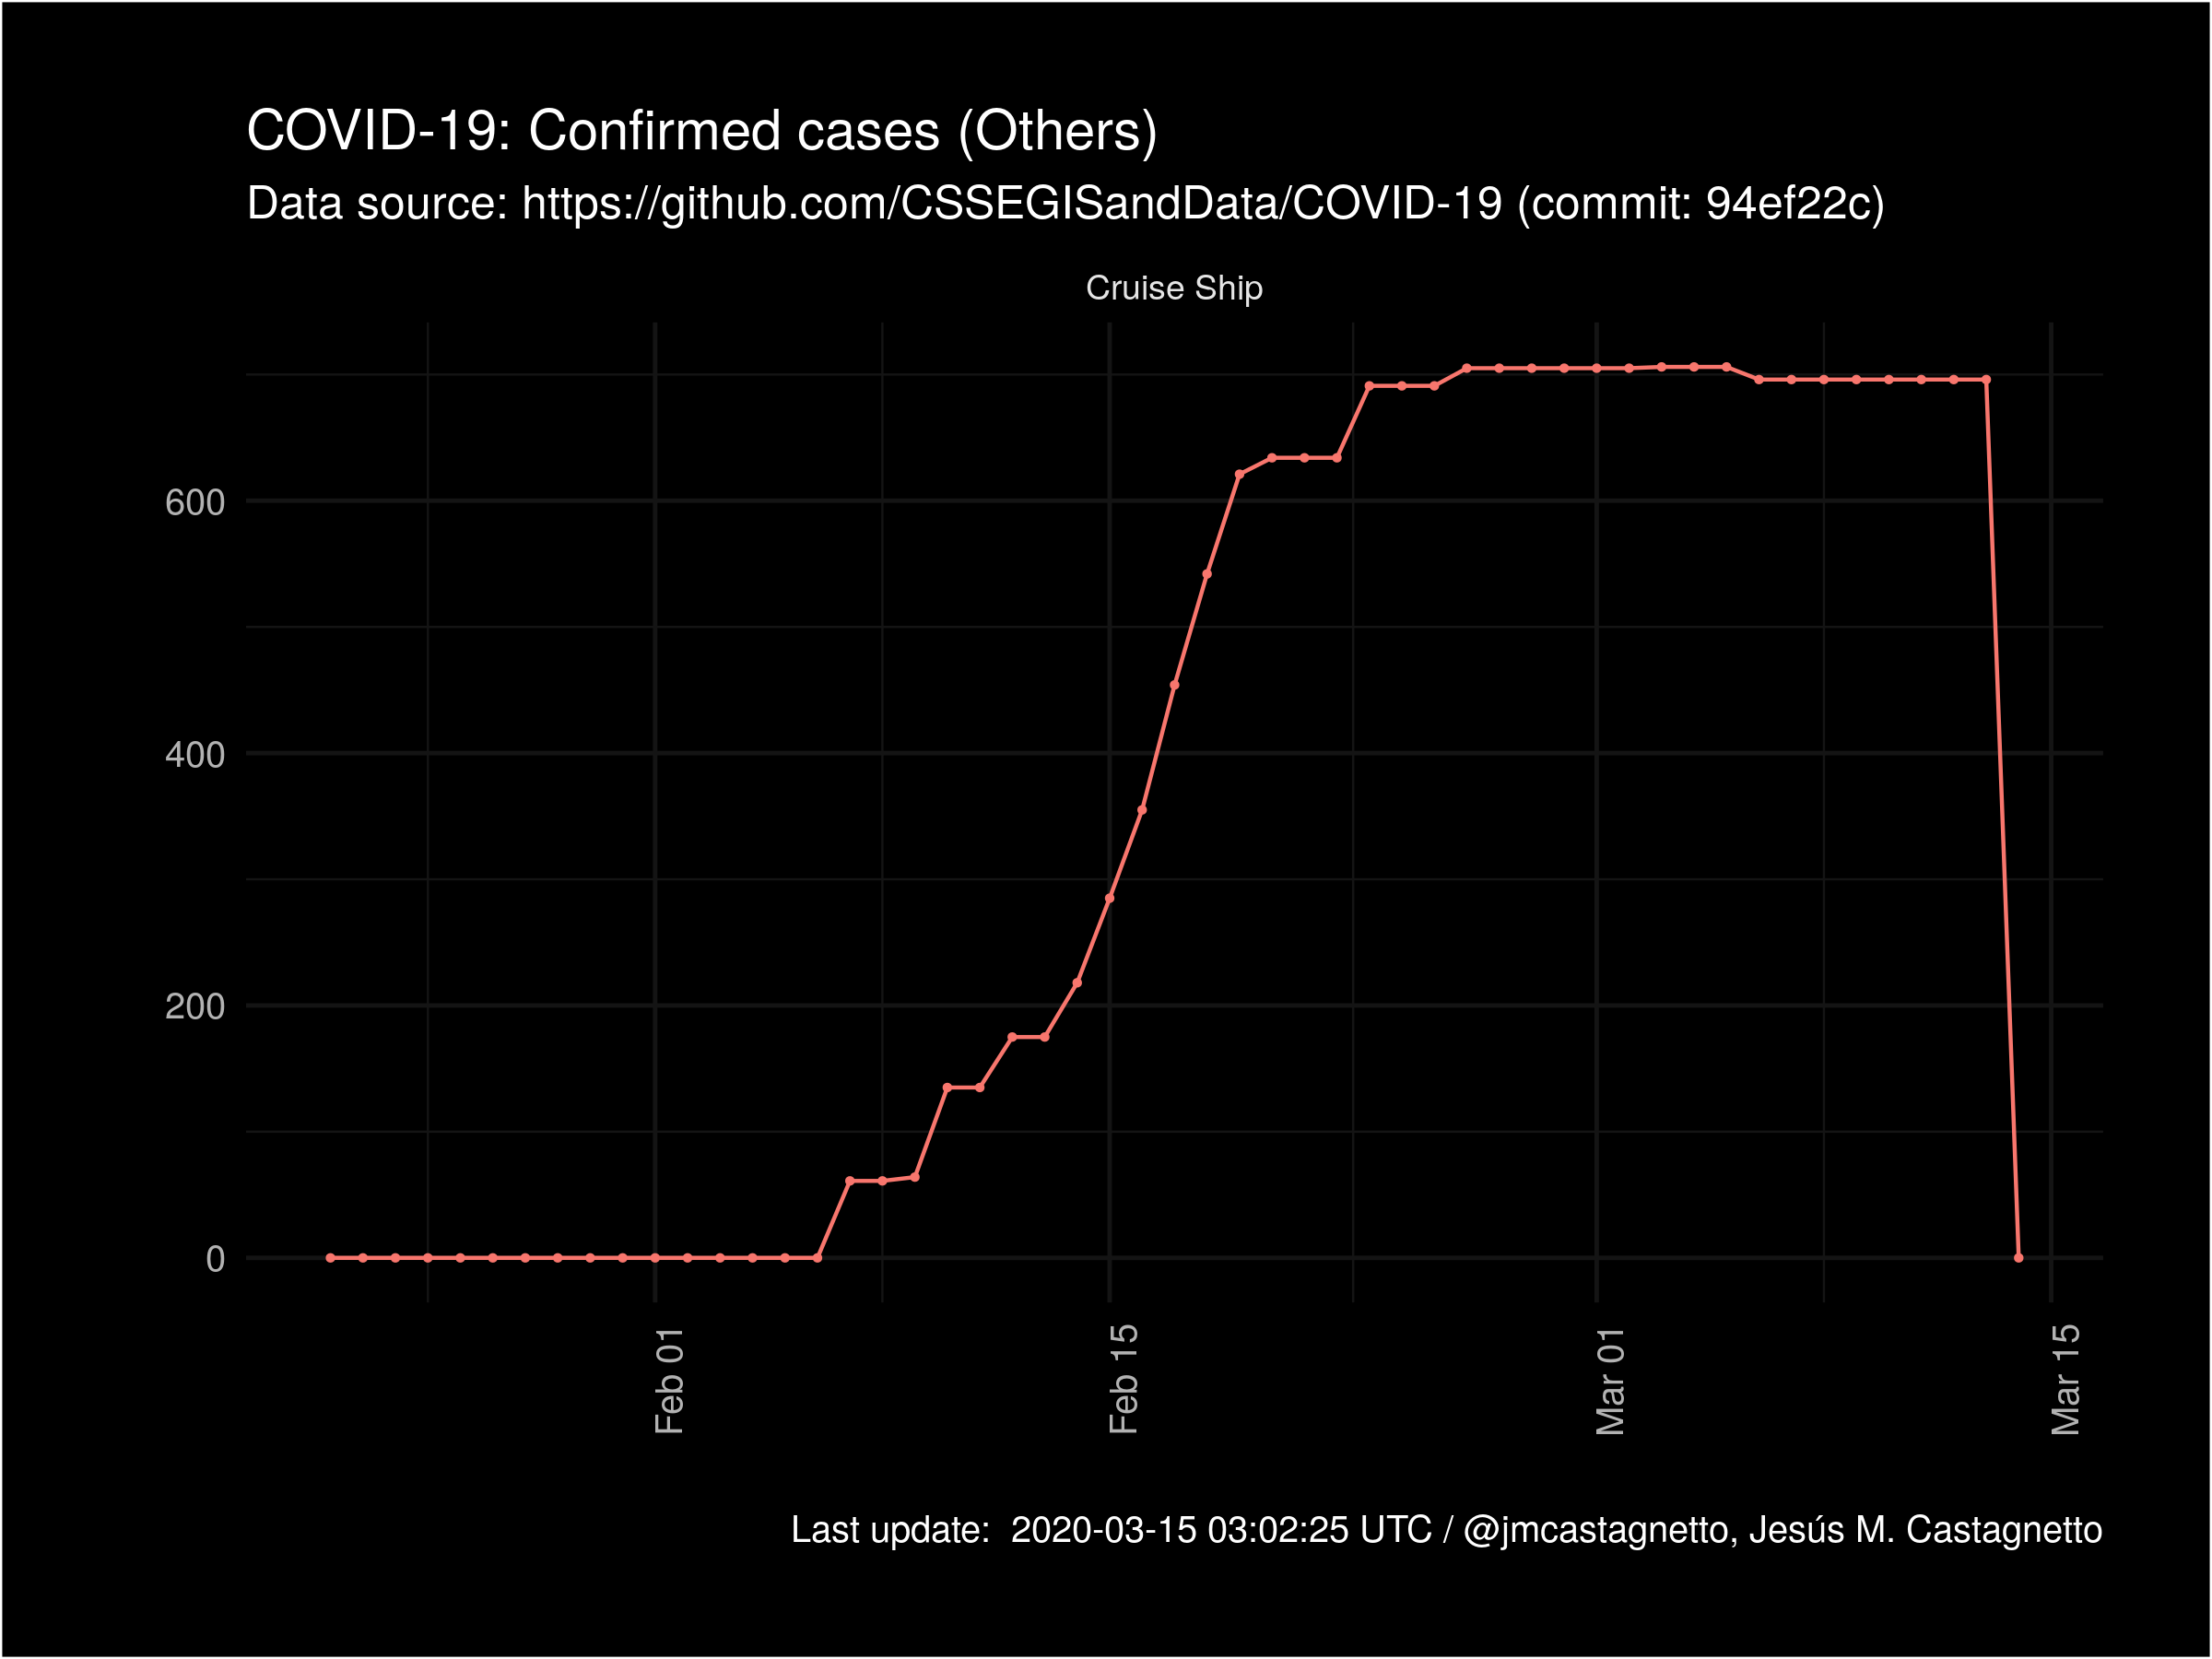 COVID-19: Confirmed cases (Others)
Data source: https://github.com/CSSEGISandData/COVID-19 (commit: 94ef22c)
Cruise Ship
600
400
200
0
Feb 01
Feb 15
Mar 01
Mar 15
Last update:  2020-03-15 03:02:25 UTC / @jmcastagnetto, Jesús M. Castagnetto